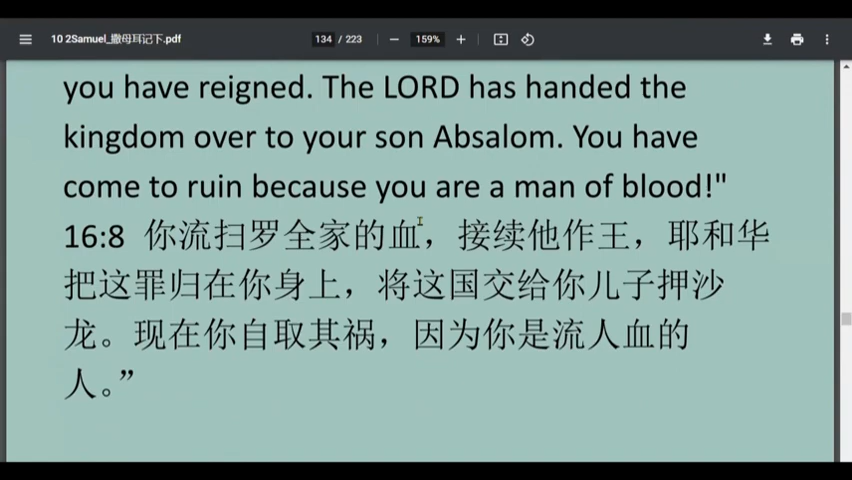 10 2Samuel_撒母耳记下.pdf
134 / 223
159%
you have reigned. The LORD has handed the
kingdom over to your son Absalom. You have
come to ruin because you are a man of blood!"
16:8 你流扫罗全家的血，接续他作王，耶和华
把这罪归在你身上，将这国交给你儿子押沙
龙。现在你自取其祸，因为你是流人血的
人。”